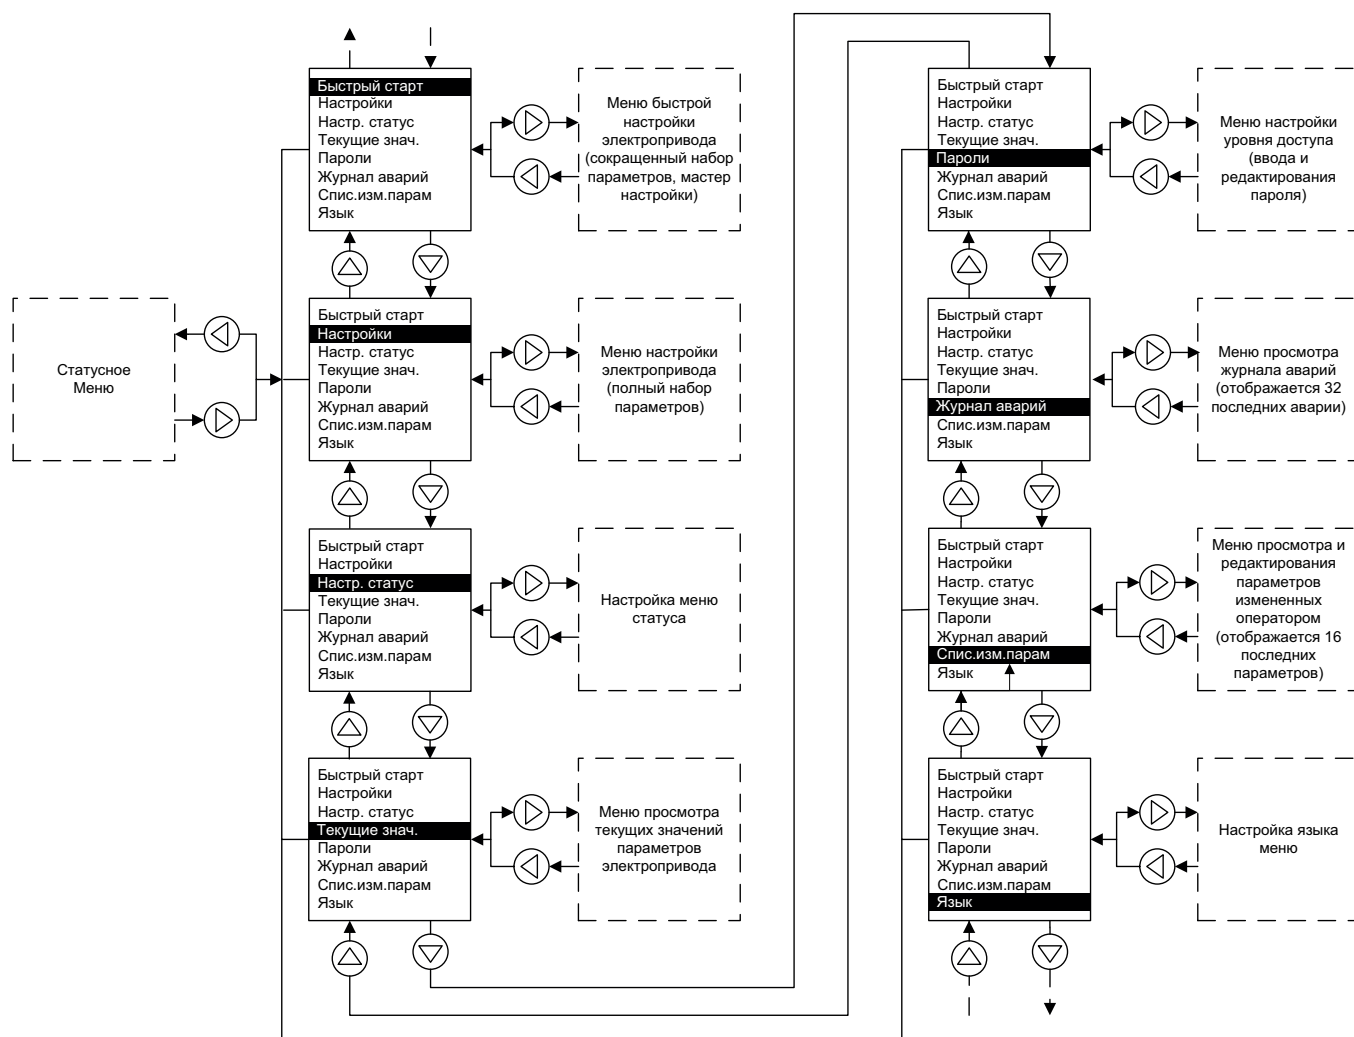 Статусное
Меню
Быстрый старт
Настройки
Настр. статус
Текущие знач.
Пароли
Журнал аварий
Спис.изм.парам
Язык
Меню быстрой
настройки
электропривода
(сокращенный набор
параметров, мастер
настройки)
Быстрый старт
Настройки
Настр. статус
Текущие знач.
Пароли
Журнал аварий
Спис.изм.парам
Язык
Меню настройки
электропривода
(полный набор
параметров)
Быстрый старт
Настройки
Настр. статус
Текущие знач.
Пароли
Журнал аварий
Спис.изм.парам
Язык
Настройка меню
статуса
Быстрый старт
Настройки
Настр. статус
Текущие знач.
Пароли
Журнал аварий
Спис.изм.парам
Язык
Меню просмотра
текущих значений
параметров
электропривода
Быстрый старт
Настройки
Настр. статус
Текущие знач.
Пароли
Журнал аварий
Спис.изм.парам
Язык
Меню настройки
уровня доступа
(ввода и
редактирования
пароля)
Быстрый старт
Настройки
Настр. статус
Текущие знач.
Пароли
Журнал аварий
Спис.изм.парам
Язык
Меню просмотра
журнала аварий
(отображается 32
последних аварии)
Быстрый старт
Настройки
Настр. статус
Текущие знач.
Пароли
Журнал аварий
Спис.изм.парам
Язык
Меню просмотра и
редактирования
параметров
измененных
оператором
(отображается 16
последних
параметров)
Быстрый старт
Настройки
Настр. статус
Текущие знач.
Пароли
Журнал аварий
Спис.изм.парам
Язык
Настройка языка
меню